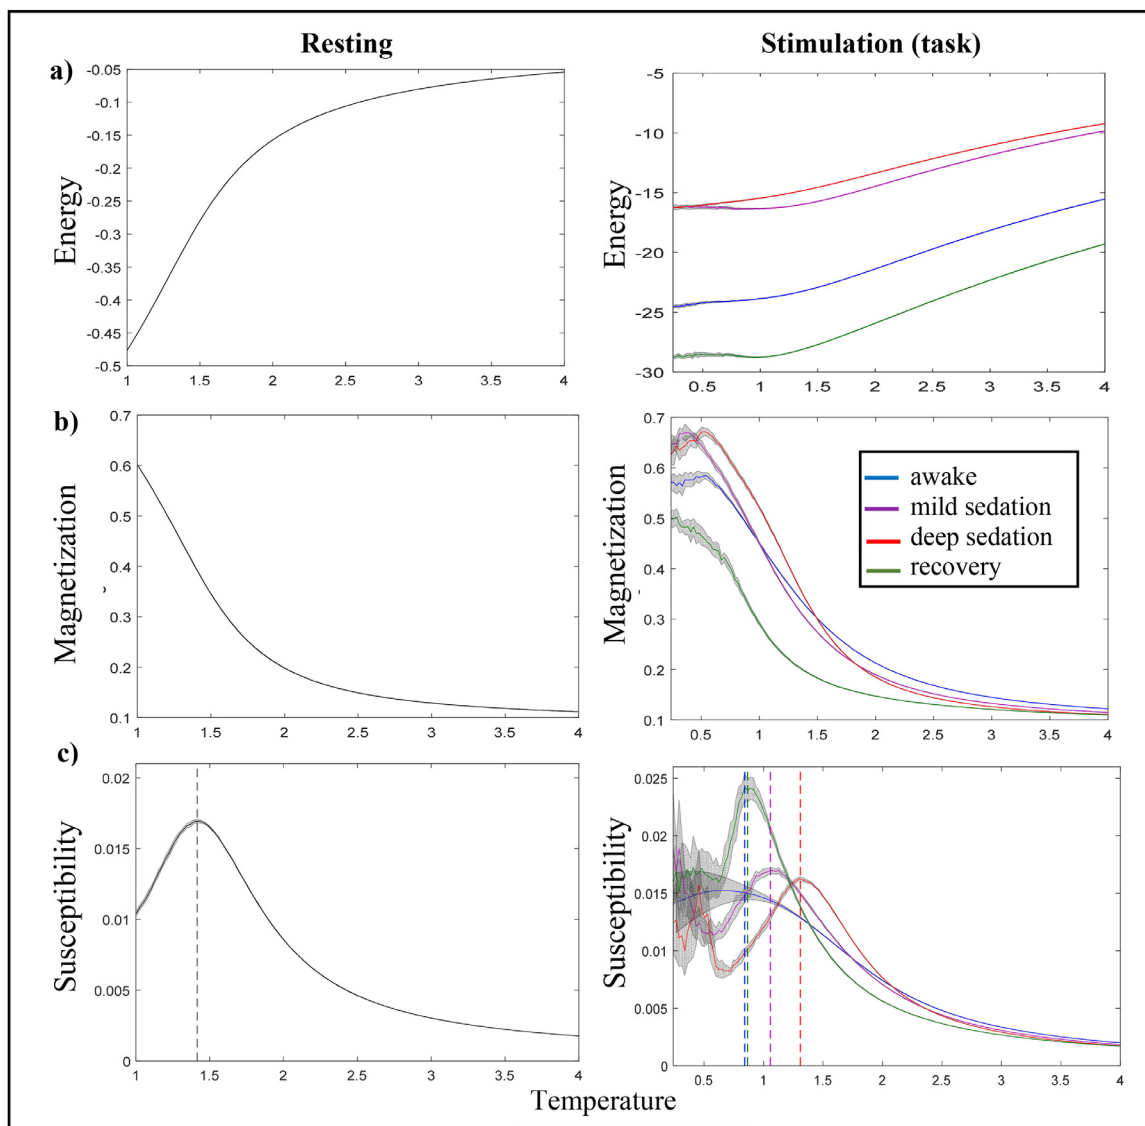 Resting
Stimulation (task)
a)
Energy
-0.05
-0.1
-0.15
-0.2
-0.25
-0.3
-0.35
-0.4
-0.45
-0.5
1 1.5 2 2.5 3 3.5 4
Energy
-5
-10
-15
-20
-25
-30
0.5 1 1.5 2 2.5 3 3.5 4
b)
Magnetization
0.7
0.6
0.5
0.4
0.3
0.2
0.1
1 1.5 2 2.5 3 3.5 4
Magnetization
0.7
0.6
0.5
0.4
0.3
0.2
0.1
0.5 1 1.5 2 2.5 3 3.5 4
awake
mild sedation
deep sedation
recovery
c)
Susceptibility
0.02
0.015
0.01
0.005
0
1 1.5 2 2.5 3 3.5 4
Susceptibility
0.025
0.02
0.015
0.01
0.005
0
0.5 1 1.5 2 2.5 3 3.5 4
Temperature